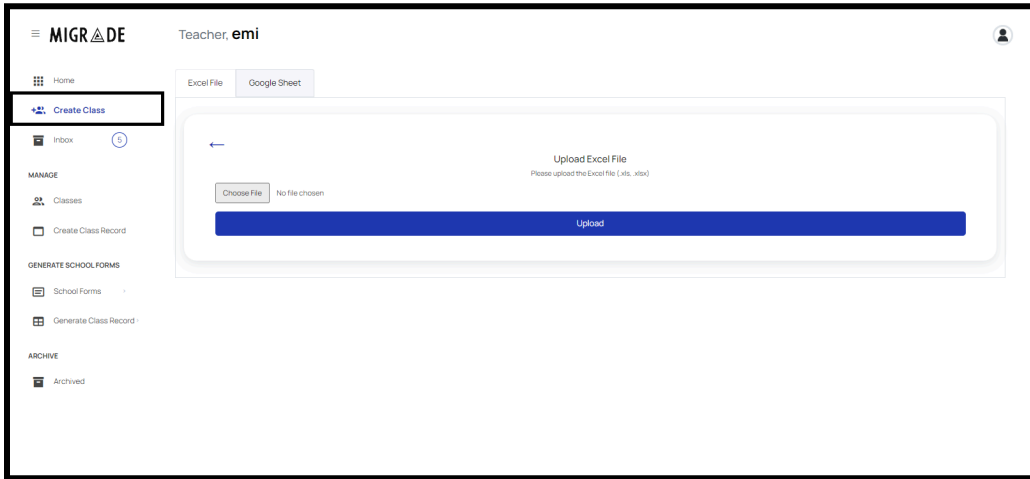 MIGRADE
Teacher, emi
Home
Create Class
Inbox 5
MANAGE
Classes
Create Class Record
GENERATE SCHOOL FORMS
School Forms
Generate Class Record
ARCHIVE
Archived
Excel File Google Sheet
Upload Excel File
Please upload the Excel file (.xls, .xlsx)
Choose File No file chosen
Upload